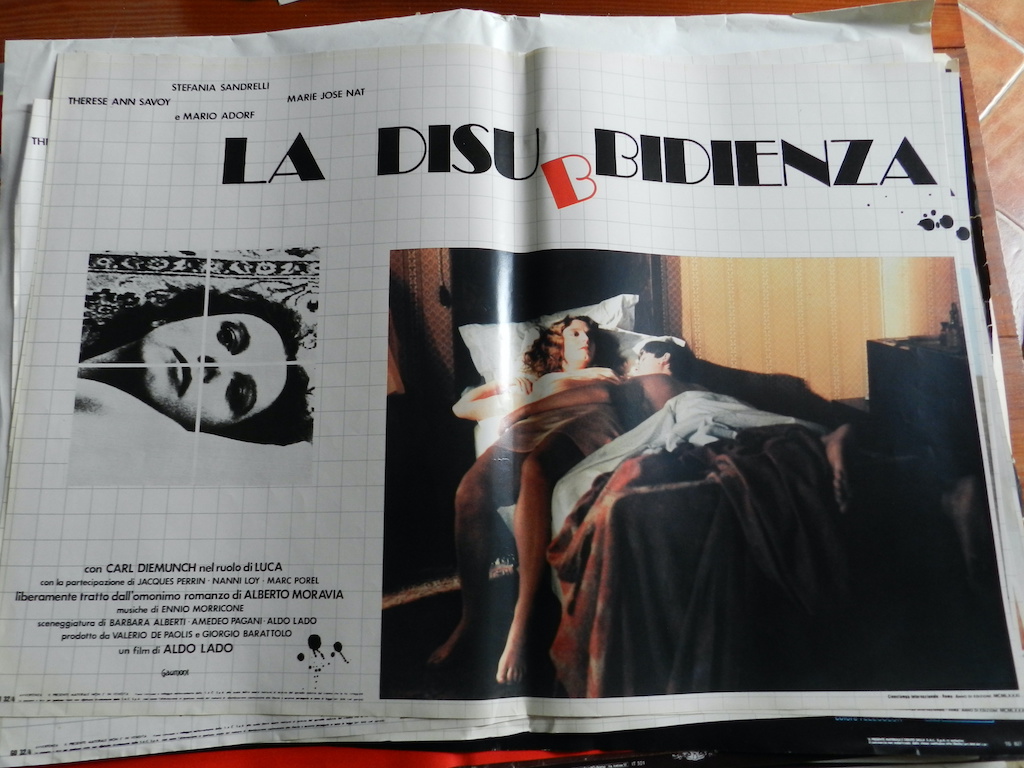 STEFANIA SANDRELLI
THERESE ANN SAVOY
MARIE JOSE NAT
e MARIO ADORF
LA DISUBBIDIENZA
con CARL DIEMUNCH nel ruolo di LUCA
con la partecipazione di JACQUES PERRIN · NANNI LOY · MARC POREL
liberamente tratto dall'omonimo romanzo di ALBERTO MORAVIA
musiche di ENNIO MORRICONE
sceneggiatura di BARBARA ALBERTI · AMEDEO PAGANI · ALDO LADO
prodotto da VALERIO DE PAOLIS e GIORGIO BARATTOLO
un film di ALDO LADO
Gaumont
TH